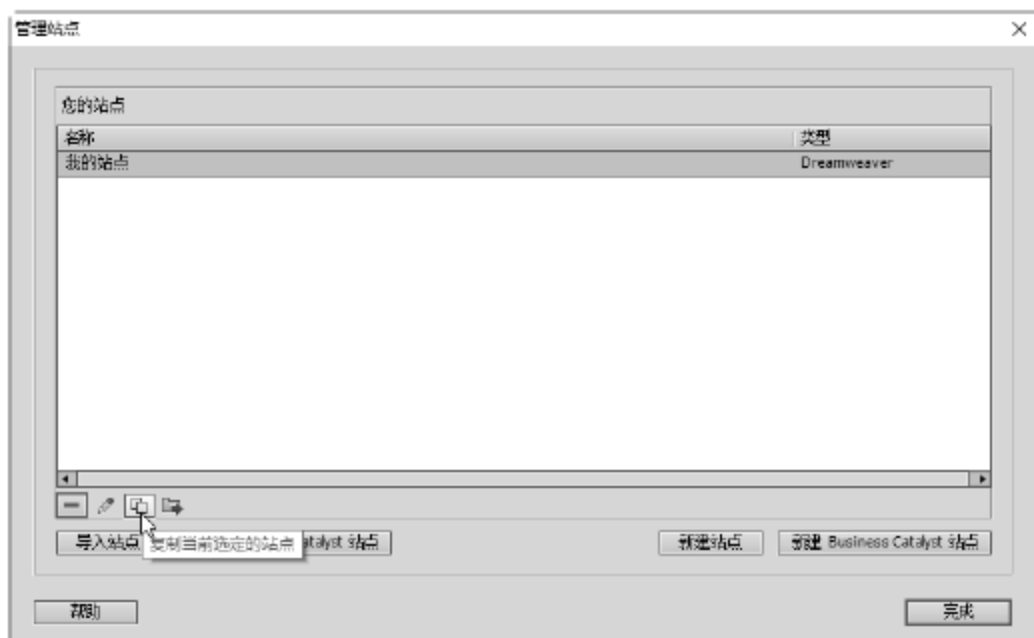 管理站点
您的站点
名称 类型
我的站点 Dreamweaver
导入站点 复制当前选定的站点 atalyst 站点 新建站点 新建 Business Catalyst 站点
帮助 完成